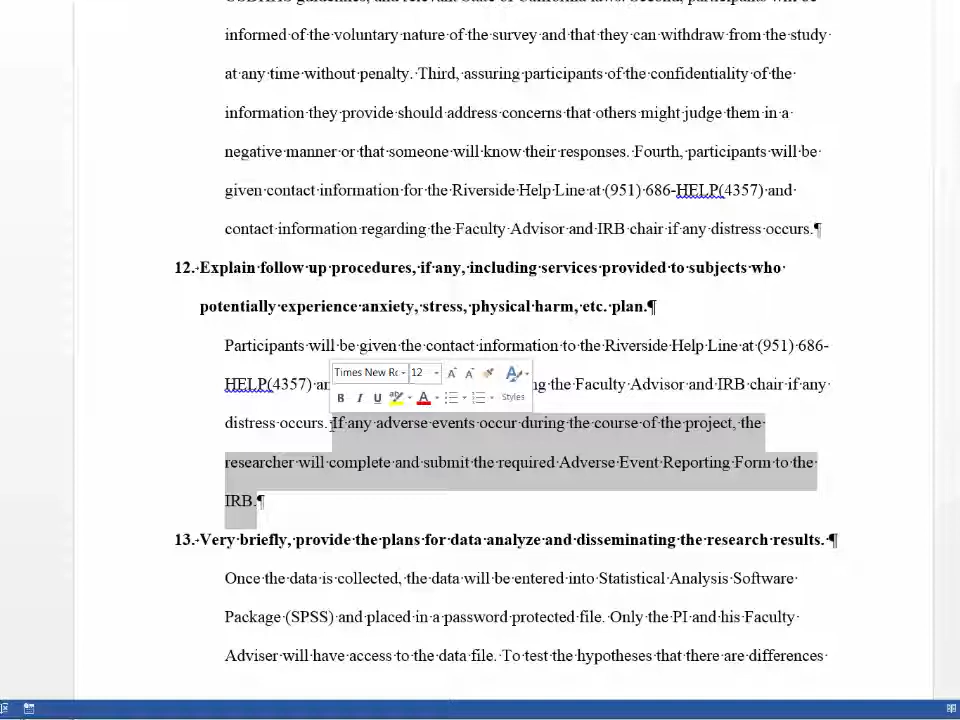 informed of the voluntary nature of the survey and that they can withdraw from the study
at any time without penalty. Third, assuring participants of the confidentiality of the
information they provide should address concerns that others might judge them in a
negative manner or that someone will know their responses. Fourth, participants will be
given contact information for the Riverside Help Line at (951) 686-HELP(4357) and
contact information regarding the Faculty Advisor and IRB chair if any distress occurs.¶
12. Explain follow up procedures, if any, including services provided to subjects who
potentially experience anxiety, stress, physical harm, etc. plan.¶
Participants will be given the contact information to the Riverside Help Line at (951) 686-
Times New Ro 12
HELP(4357) the Faculty Advisor and IRB chair if any
B I U Styles
distress occurs. If any adverse events occur during the course of the project, the
researcher will complete and submit the required Adverse Event Reporting Form to the
IRB.¶
13. Very briefly, provide the plans for data analyze and disseminating the research results. ¶
Once the data is collected, the data will be entered into Statistical Analysis Software
Package (SPSS) and placed in a password protected file. Only the PI and his Faculty
Adviser will have access to the data file. To test the hypotheses that there are differences